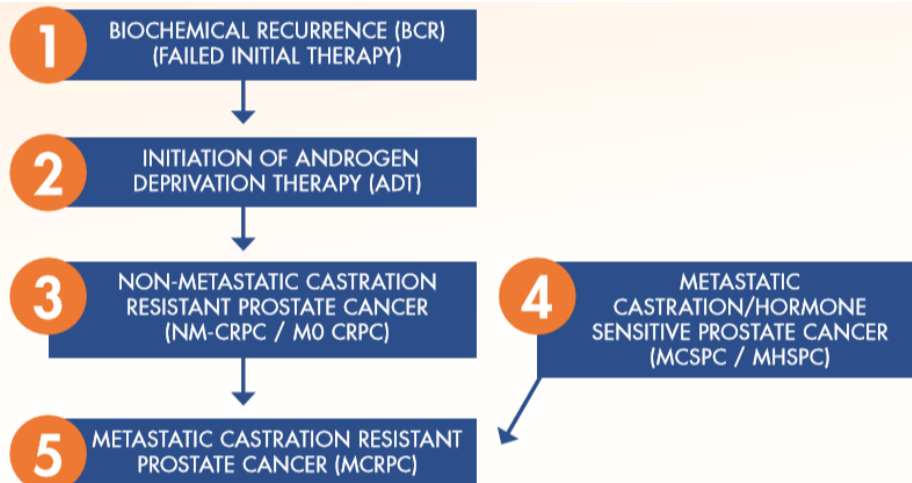 1
BIOCHEMICAL RECURRENCE (BCR)
(FAILED INITIAL THERAPY)
2
INITIATION OF ANDROGEN
DEPRIVATION THERAPY (ADT)
3
NON-METASTATIC CASTRATION
RESISTANT PROSTATE CANCER
(NM-CRPC / M0 CRPC)
4
METASTATIC
CASTRATION/HORMONE
SENSITIVE PROSTATE CANCER
(MCSPC / MHSPC)
5
METASTATIC CASTRATION RESISTANT
PROSTATE CANCER (MCRPC)